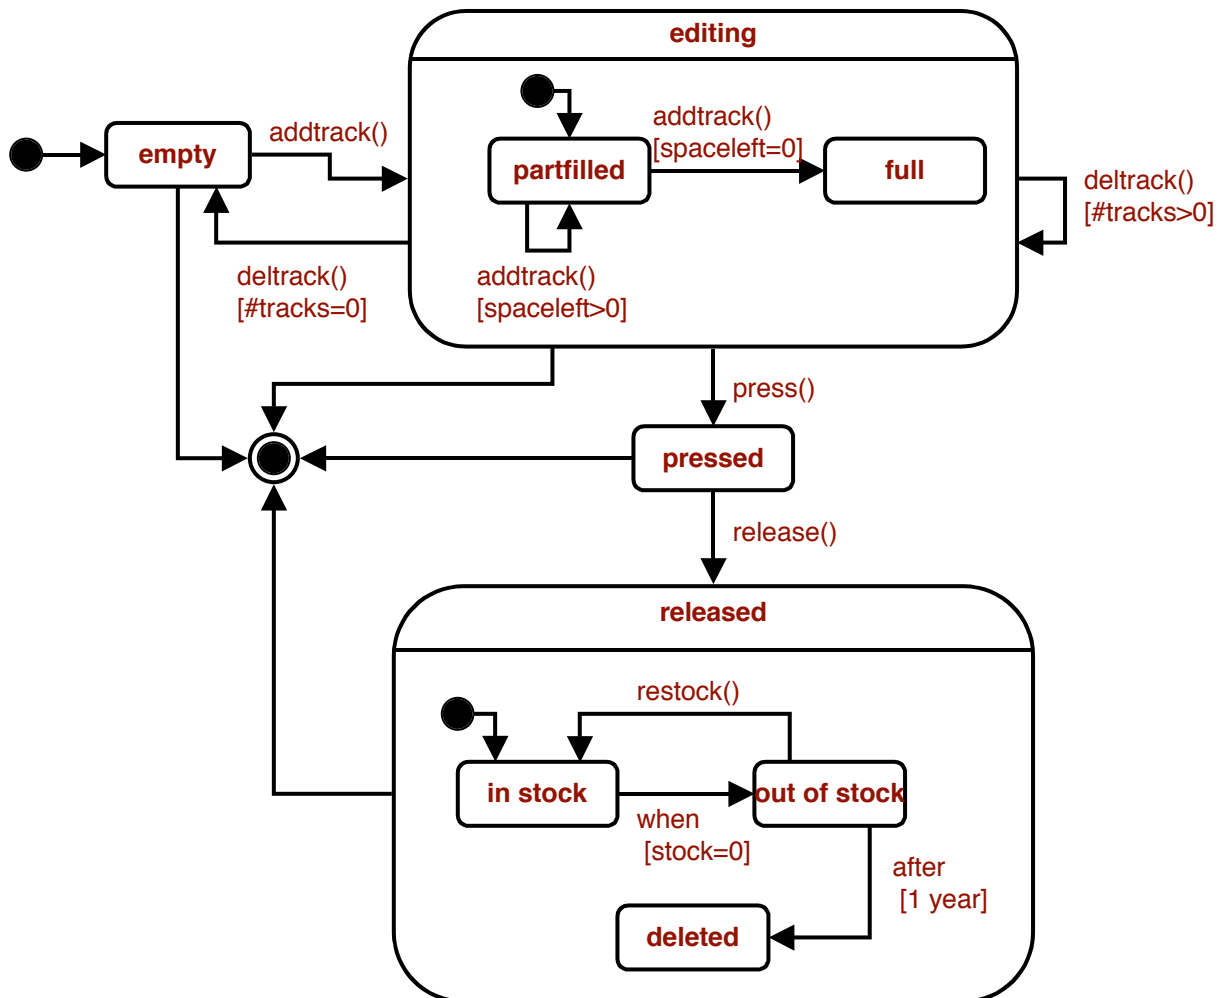 editing
addtrack()
empty
addtrack()
[spaceleft=0]
partfilled
full
deltrack()
[#tracks>0]
deltrack()
[#tracks=0]
addtrack()
[spaceleft>0]
press()
pressed
release()
released
restock()
in stock
out of stock
when
[stock=0]
after
[1 year]
deleted